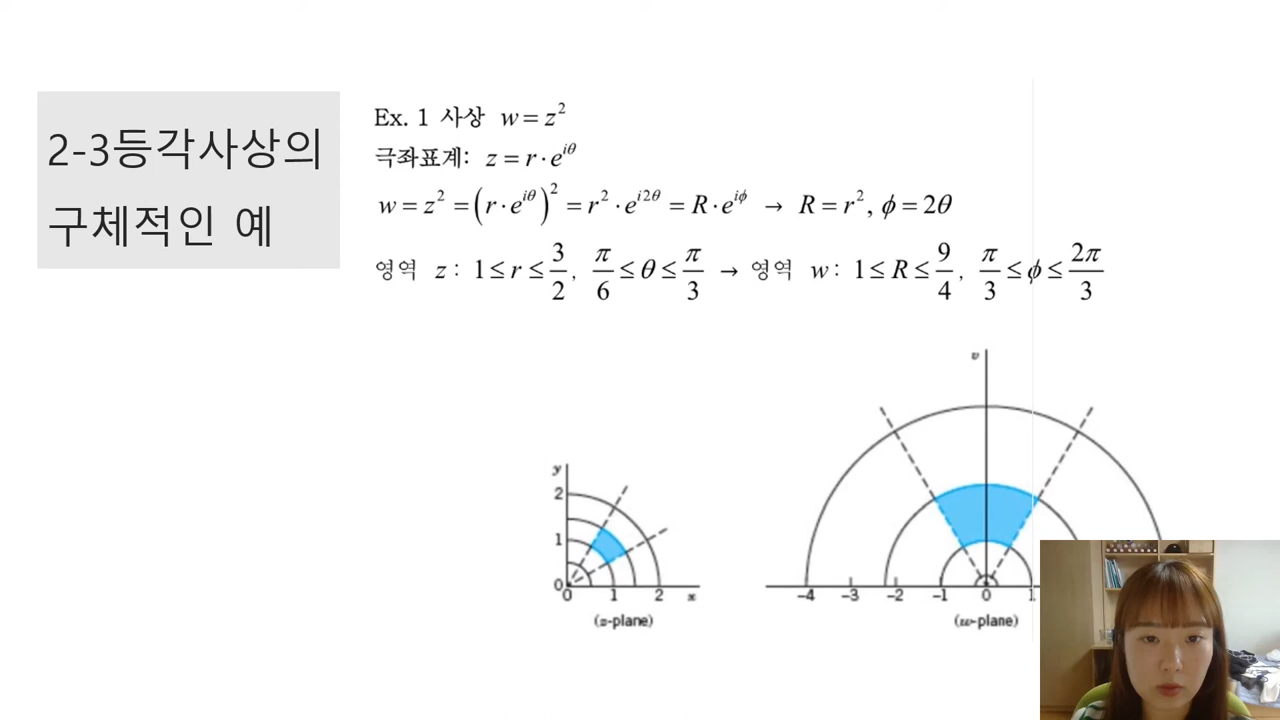 2-3등각사상의
구체적인 예
Ex. 1 사상 w = z²
극좌표계: z = r · e^{iθ}
w = z² = (r · e^{iθ})² = r² · e^{i2θ} = R · e^{iϕ} → R = r², ϕ = 2θ
영역 z : 1 ≤ r ≤ 3/2, π/6 ≤ θ ≤ π/3 → 영역 w : 1 ≤ R ≤ 9/4, π/3 ≤ ϕ ≤ 2π/3
y
2
1
0
0 1 2 x
(z-plane)
v
-4 -3 -2 -1 0 1
(w-plane)